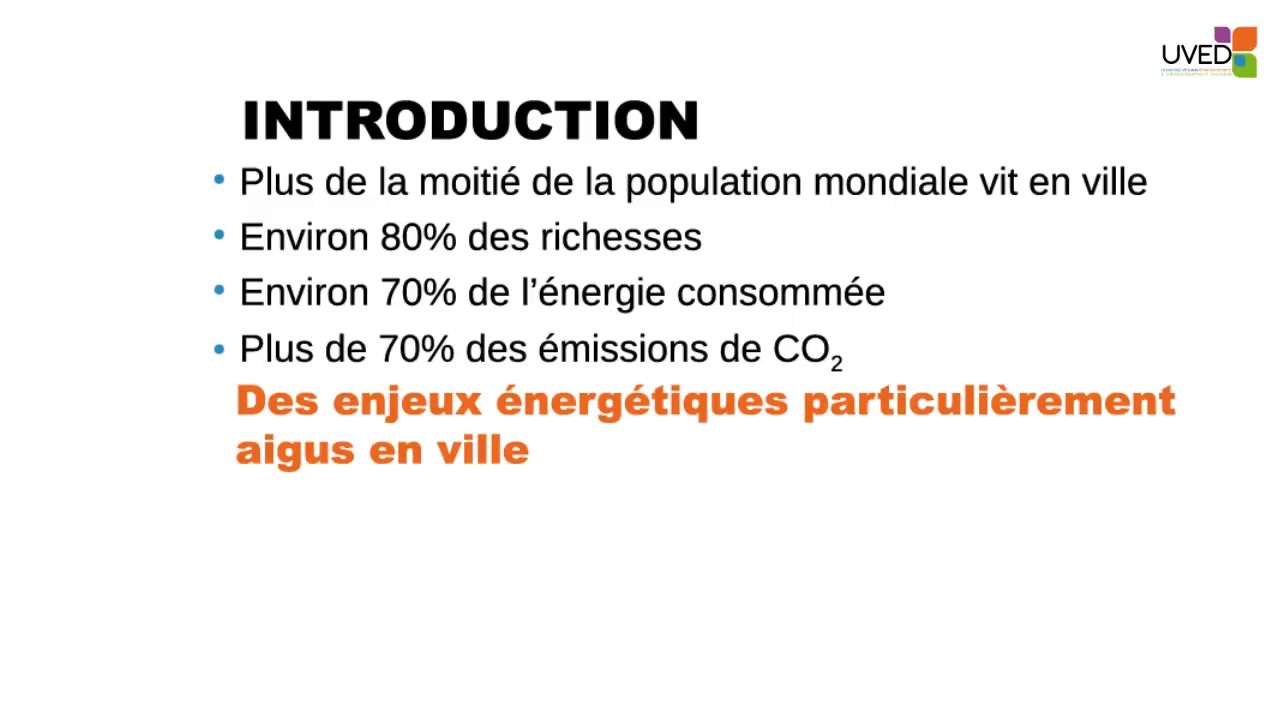 UVED
INTRODUCTION
• Plus de la moitié de la population mondiale vit en ville
• Environ 80% des richesses
• Environ 70% de l’énergie consommée
• Plus de 70% des émissions de CO₂
Des enjeux énergétiques particulièrement
aigus en ville